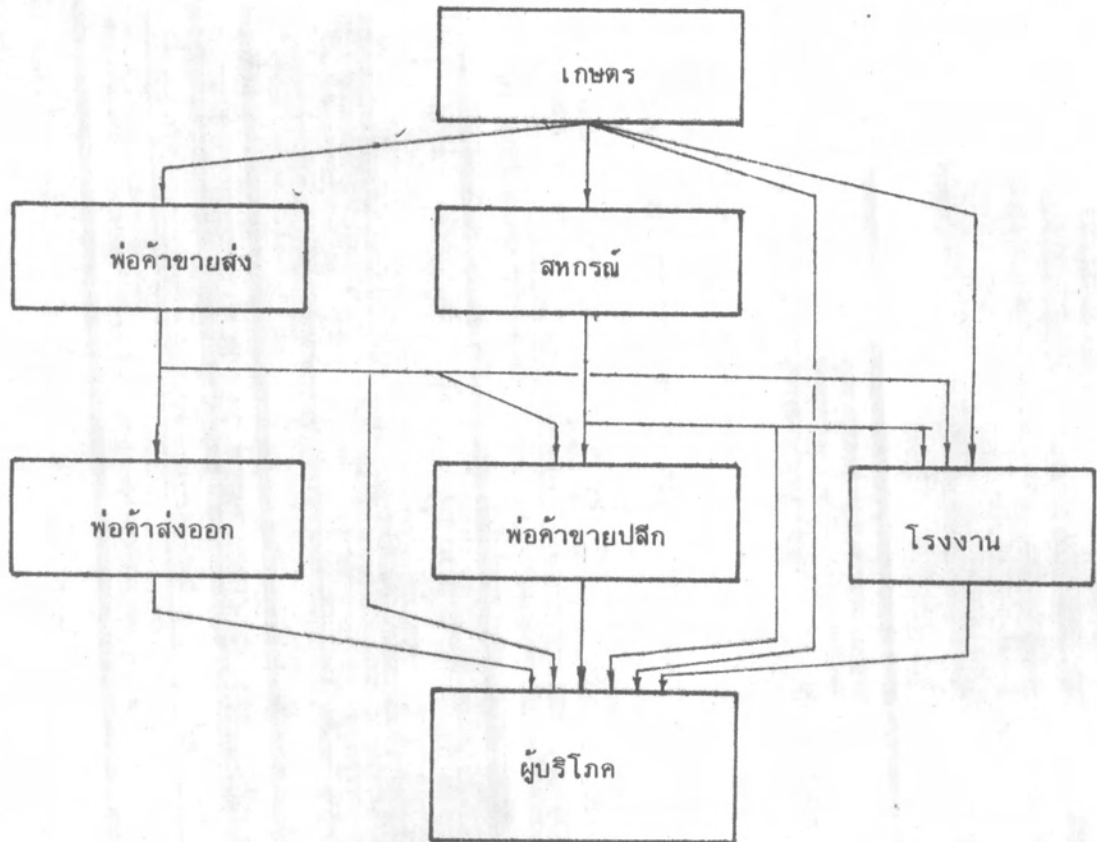 เกษตร
พ่อค้าขายส่ง
สหกรณ์
พ่อค้าส่งออก
พ่อค้าขายปลีก
โรงงาน
ผู้บริโภค